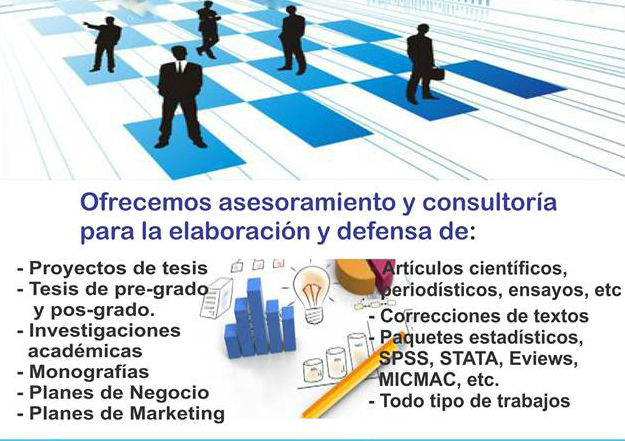 Ofrecemos asesoramiento y consultoría
para la elaboración y defensa de:
- Proyectos de tesis
- Tesis de pre-grado
y pos-grado.
- Investigaciones
académicas
- Monografías
- Planes de Negocio
- Planes de Marketing
- Artículos científicos,
periodísticos, ensayos, etc
- Correcciones de textos
- Paquetes estadísticos,
SPSS, STATA, Eviews,
MICMAC, etc.
- Todo tipo de trabajos